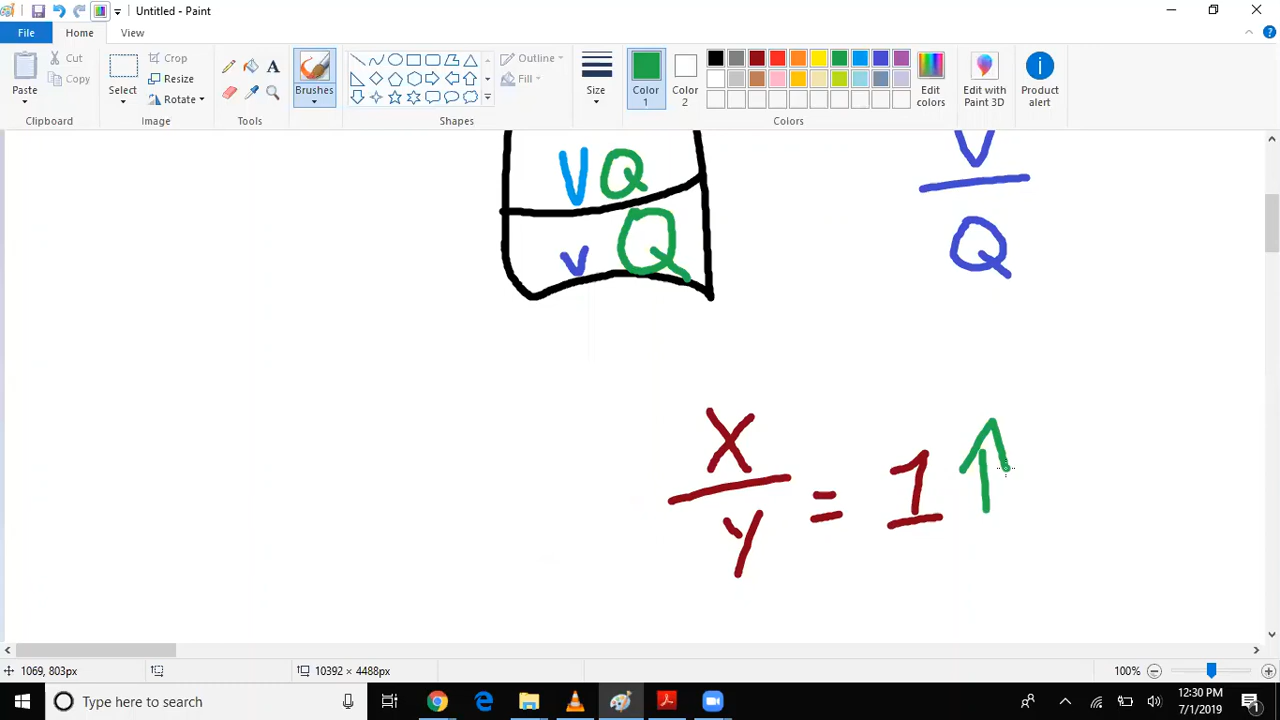 Untitled - Paint
File
Home
View
Paste
Cut
Copy
Clipboard
Select
Crop
Resize
Rotate
Image
A
Tools
Brushes
Shapes
Outline
Fill
Size
Color 1
Color 2
Colors
Edit colors
Edit with Paint 3D
Product alert
V Q
v Q
V
Q
X
y
= 1 ↑
1069, 803px
10392 × 4488px
100%
Type here to search
12:30 PM
7/1/2019
1